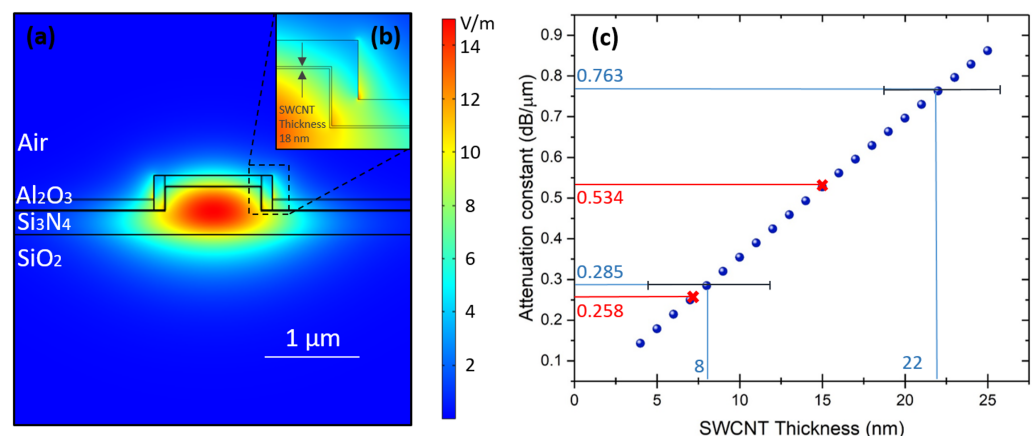 (a)
Air
Al₂O₃
Si₃N₄
SiO₂
1 µm
(b)
SWCNT
Thickness
18 nm
V/m
14
12
10
8
6
4
2
(c)
Attenuation constant (dB/µm)
0.9
0.8
0.7
0.6
0.5
0.4
0.3
0.2
0.1
0.763
0.534
0.285
0.258
8
22
0
5
10
15
20
25
SWCNT Thickness (nm)